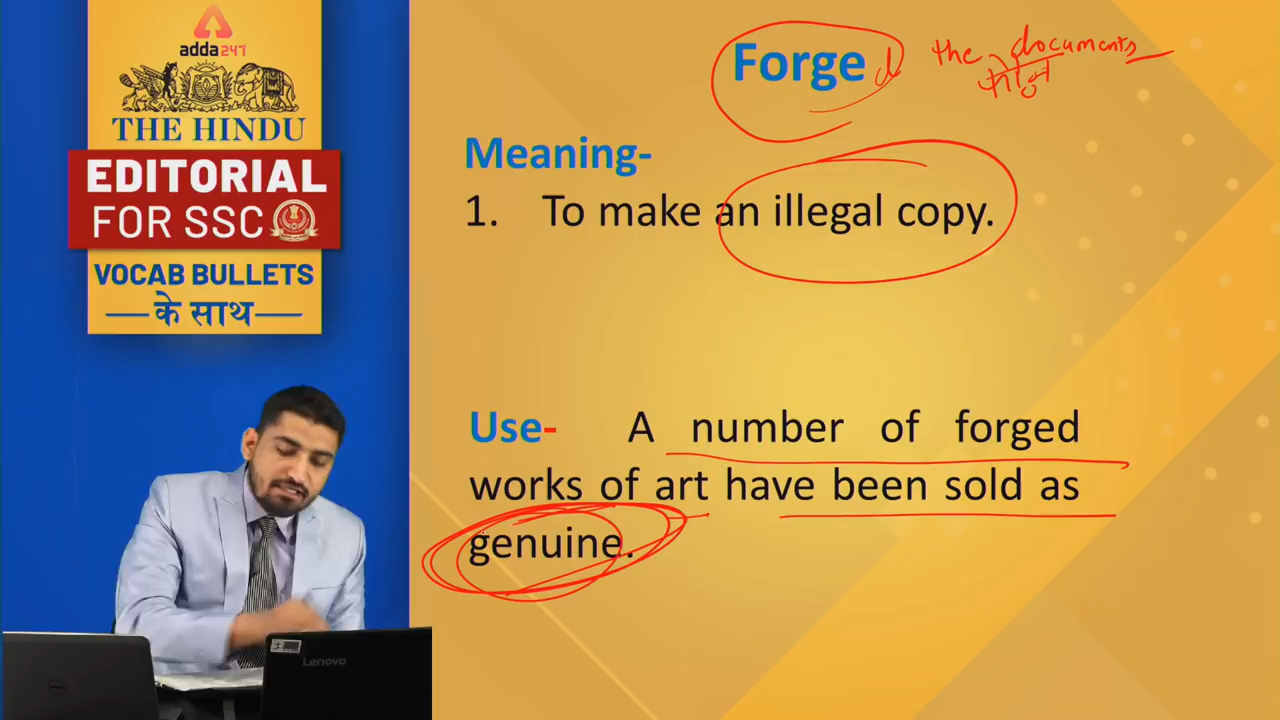 adda247
THE HINDU
EDITORIAL
FOR SSC
VOCAB BULLETS
के साथ
Forged the documents
Meaning-
1. To make an illegal copy.
Use- A number of forged
works of art have been sold as
genuine.
Lenovo
DELL